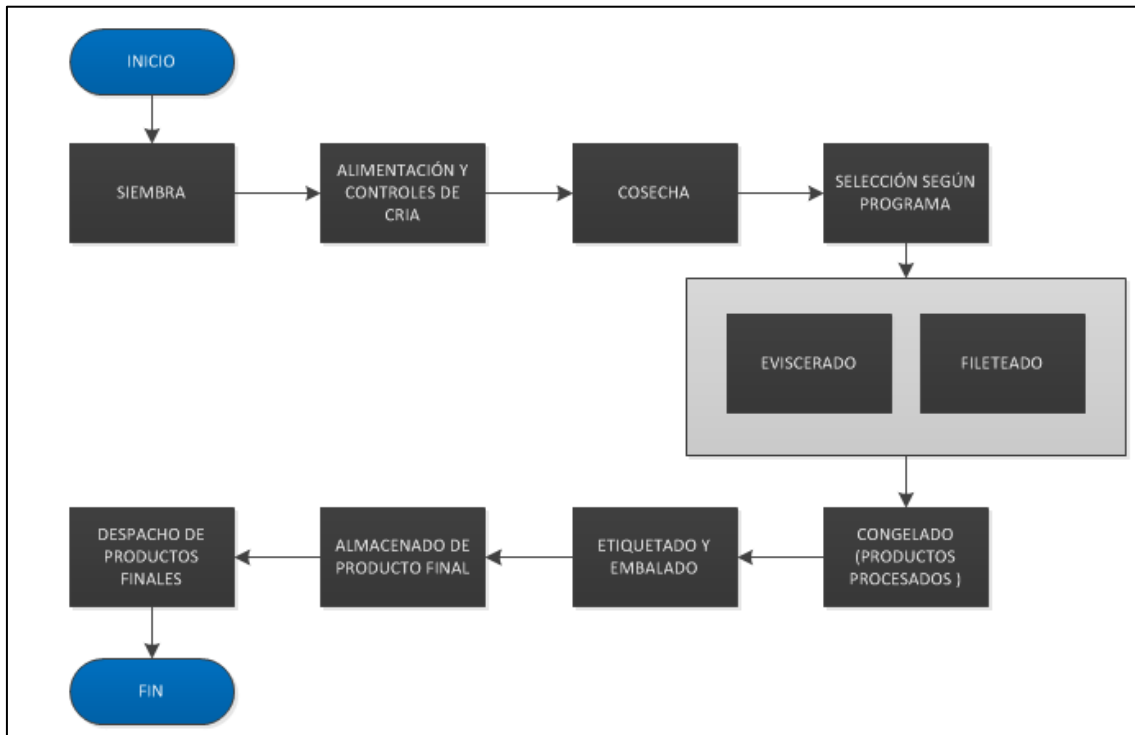 INICIO
SIEMBRA
ALIMENTACIÓN Y
CONTROLES DE
CRIA
COSECHA
SELECCIÓN SEGÚN
PROGRAMA
EVISCERADO
FILETEADO
CONGELADO
(PRODUCTOS
PROCESADOS )
ETIQUETADO Y
EMBALADO
ALMACENADO DE
PRODUCTO FINAL
DESPACHO DE
PRODUCTOS
FINALES
FIN